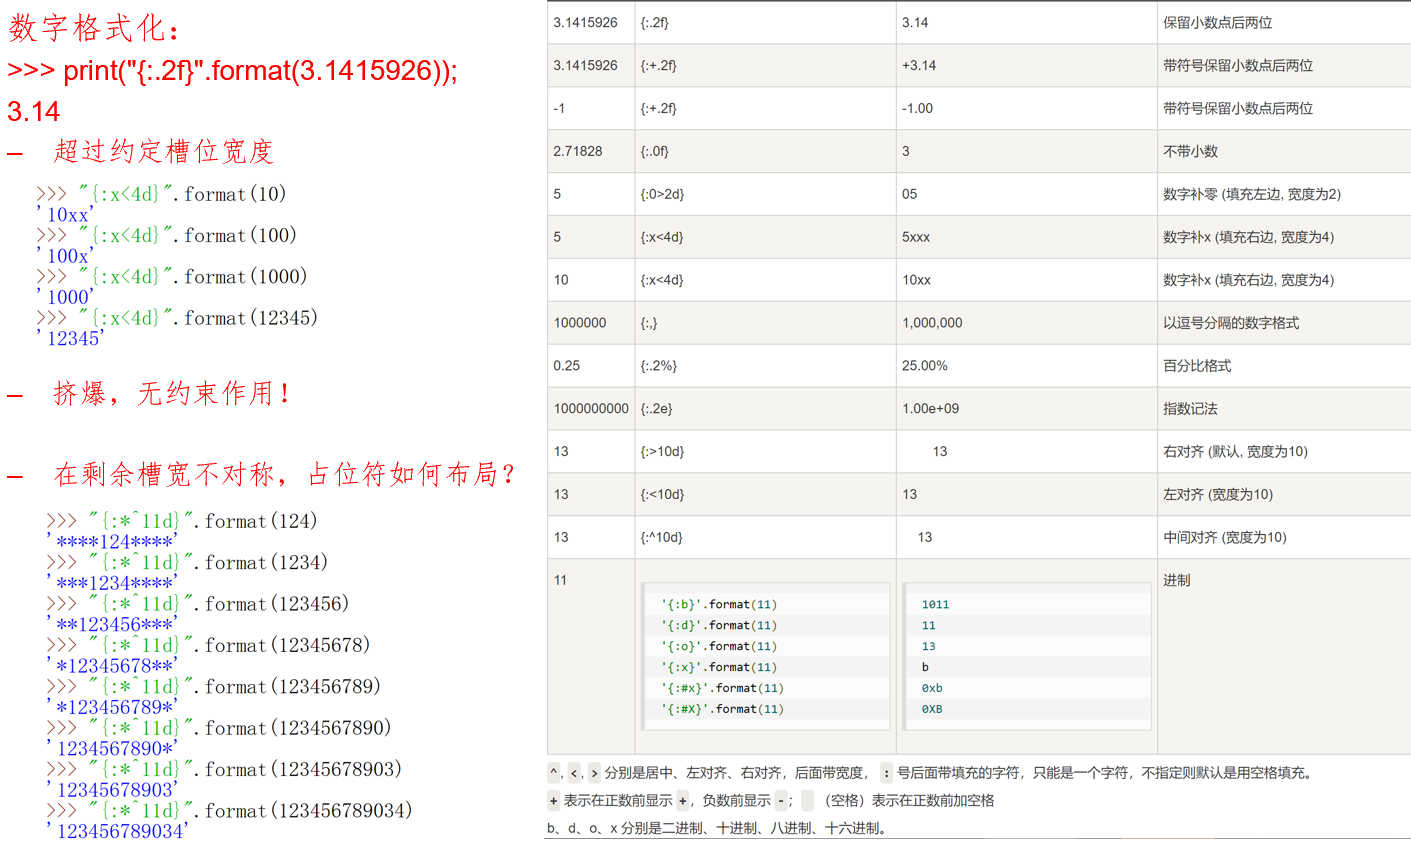 数字格式化：
>>> print("{:.2f}".format(3.1415926));
3.14
– 超过约定槽位宽度
>>> "{:x<4d}".format(10)
'10xx'
>>> "{:x<4d}".format(100)
'100x'
>>> "{:x<4d}".format(1000)
'1000'
>>> "{:x<4d}".format(12345)
'12345'
– 挤爆，无约束作用！
– 在剩余槽宽不对称，占位符如何布局？
>>> "{:*^11d}".format(124)
'****124****'
>>> "{:*^11d}".format(1234)
'***1234****'
>>> "{:*^11d}".format(123456)
'**123456***'
>>> "{:*^11d}".format(12345678)
'*12345678**'
>>> "{:*^11d}".format(123456789)
'*123456789*'
>>> "{:*^11d}".format(1234567890)
'1234567890*'
>>> "{:*^11d}".format(12345678903)
'12345678903'
>>> "{:*^11d}".format(123456789034)
'123456789034'
3.1415926 {:.2f} 3.14 保留小数点后两位
3.1415926 {:+.2f} +3.14 带符号保留小数点后两位
-1 {:+.2f} -1.00 带符号保留小数点后两位
2.71828 {:.0f} 3 不带小数
5 {:0>2d} 05 数字补零 (填充左边, 宽度为2)
5 {:x<4d} 5xxx 数字补x (填充右边, 宽度为4)
10 {:x<4d} 10xx 数字补x (填充右边, 宽度为4)
1000000 {:,} 1,000,000 以逗号分隔的数字格式
0.25 {:.2%} 25.00% 百分比格式
1000000000 {:.2e} 1.00e+09 指数记法
13 {:>10d} 13 右对齐 (默认, 宽度为10)
13 {:<10d} 13 左对齐 (宽度为10)
13 {:^10d} 13 中间对齐 (宽度为10)
11 进制
'{:b}'.format(11) 1011
'{:d}'.format(11) 11
'{:o}'.format(11) 13
'{:x}'.format(11) b
'{:#x}'.format(11) 0xb
'{:#X}'.format(11) 0XB
^, <, > 分别是居中、左对齐、右对齐，后面带宽度， : 号后面带填充的字符，只能是一个字符，不指定则默认是用空格填充。
+ 表示在正数前显示 +，负数前显示 -； （空格）表示在正数前加空格
b、d、o、x 分别是二进制、十进制、八进制、十六进制。